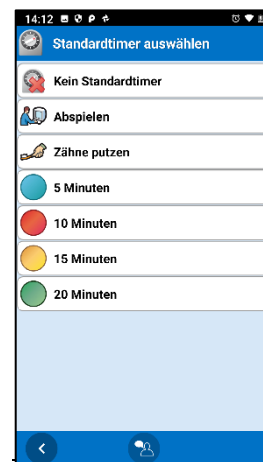 14:12
Standardtimer auswählen
Kein Standardtimer
Abspielen
Zähne putzen
5 Minuten
10 Minuten
15 Minuten
20 Minuten